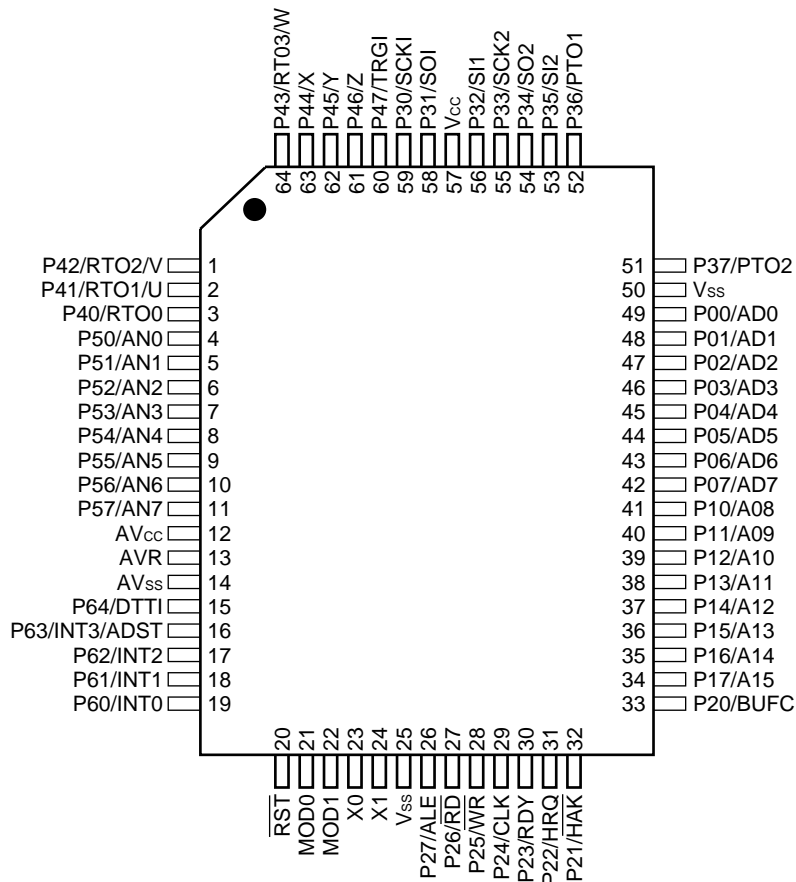 P43/RT03/W
P44/X
P45/Y
P46/Z
P47/TRGI
P30/SCKI
P31/SOI
Vcc
P32/SI1
P33/SCK2
P34/SO2
P35/SI2
P36/PTO1
64
63
62
61
60
59
58
57
56
55
54
53
52
P42/RTO2/V 1
P41/RTO1/U 2
P40/RTO0 3
P50/AN0 4
P51/AN1 5
P52/AN2 6
P53/AN3 7
P54/AN4 8
P55/AN5 9
P56/AN6 10
P57/AN7 11
AVcc 12
AVR 13
AVss 14
P64/DTTI 15
P63/INT3/ADST 16
P62/INT2 17
P61/INT1 18
P60/INT0 19
51 P37/PTO2
50 Vss
49 P00/AD0
48 P01/AD1
47 P02/AD2
46 P03/AD3
45 P04/AD4
44 P05/AD5
43 P06/AD6
42 P07/AD7
41 P10/A08
40 P11/A09
39 P12/A10
38 P13/A11
37 P14/A12
36 P15/A13
35 P16/A14
34 P17/A15
33 P20/BUFC
20
21
22
23
24
25
26
27
28
29
30
31
32
RST
MOD0
MOD1
X0
X1
Vss
P27/ALE
P26/RD
P25/WR
P24/CLK
P23/RDY
P22/HRQ
P21/HAK